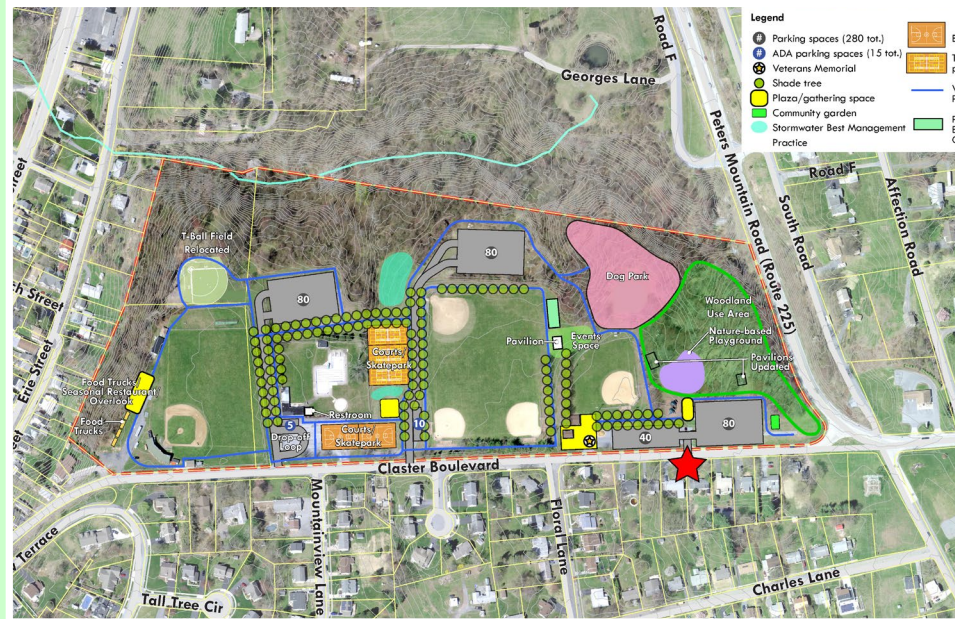 Legend
# Parking spaces (280 tot.)
# ADA parking spaces (15 tot.)
Veterans Memorial
Shade tree
Plaza/gathering space
Community garden
Stormwater Best Management
Practice
Road F
Georges Lane
Peters Mountain Road (Route 225)
South Road
Road F
Affection Road
Street
Erie Street
Street
T-Ball Field
Relocated
80
80
Dog Park
Woodland
Use Area
Nature-based
Playground
Pavilions
Updated
Pavilion
Events
Space
Courts/
Skatepark
Food Trucks
Seasonal Restaurant
Overlook
Food
Trucks
Restroom
5
Drop-off
Loop
Courts/
Skatepark
10
40
80
Claster Boulevard
Mountainview Lane
Floral Lane
Terrace
Tall Tree Cir
Charles Lane